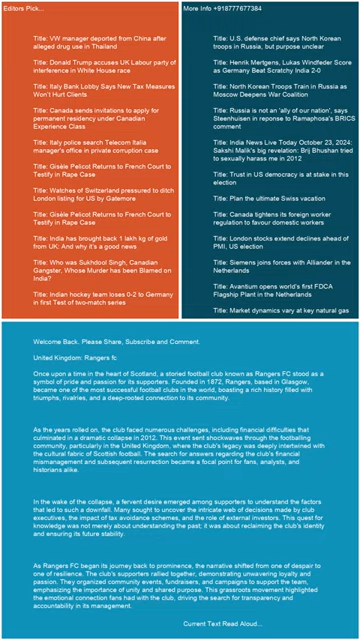 Editors Pick...
Title: VW manager deported from China after
alleged drug use in Thailand
Title: Donald Trump accuses UK Labour party of
interference in White House race
Title: Italy Bank Lobby Says New Tax Measures
Won't Hurt Clients
Title: Canada sends invitations to apply for
permanent residency under Canadian
Experience Class
Title: Italy police search Telecom Italia
manager's office in private corruption case
Title: Gisèle Pelicot Returns to French Court to
Testify in Rape Case
Title: Watches of Switzerland pressured to ditch
London listing for US by Gatemore
Title: Gisèle Pelicot Returns to French Court to
Testify in Rape Case
Title: India has brought back 1 lakh kg of gold
from UK: And why it's a good news
Title: Who was Sukhdool Singh, Canadian
Gangster, Whose Murder has Been Blamed on
India?
Title: Indian hockey team loses 0-2 to Germany
in first Test of two-match series
More Info +918777677384
Title: U.S. defense chief says North Korean
troops in Russia, but purpose unclear
Title: Henrik Mertgens, Lukas Windfeder Score
as Germany Beat Scratchy India 2-0
Title: North Korean Troops Train in Russia as
Moscow Deepens War Coalition
Title: Russia is not an 'ally of our nation', says
Steenhuisen in reponse to Ramaphosa's BRICS
comment
Title: India News Live Today October 23, 2024:
Sakshi Malik's big revelation: Brij Bhushan tried
to sexually harass me in 2012
Title: Trust in US democracy is at stake in this
election
Title: Plan the ultimate Swiss vacation
Title: Canada tightens its foreign worker
regulation to favour domestic workers
Title: London stocks extend declines ahead of
PMI, US election
Title: Siemens joins forces with Alliander in the
Netherlands
Title: Avantium opens world's first FDCA
Flagship Plant in the Netherlands
Title: Market dynamics vary at key natural gas
Welcome Back. Please Share, Subscribe and Comment.
United Kingdom: Rangers fc
Once upon a time in the heart of Scotland, a storied football club known as Rangers FC stood as a
symbol of pride and passion for its supporters. Founded in 1872, Rangers, based in Glasgow,
became one of the most successful football clubs in the world, boasting a rich history filled with
triumphs, rivalries, and a deep-rooted connection to its community.
As the years rolled on, the club faced numerous challenges, including financial difficulties that
culminated in a dramatic collapse in 2012. This event sent shockwaves through the footballing
community, particularly in the United Kingdom, where the club's legacy was deeply intertwined with
the cultural fabric of Scottish football. The search for answers regarding the club's financial
mismanagement and subsequent resurrection became a focal point for fans, analysts, and
historians alike.
In the wake of the collapse, a fervent desire emerged among supporters to understand the factors
that led to such a downfall. Many sought to uncover the intricate web of decisions made by club
executives, the impact of tax avoidance schemes, and the role of external investors. This quest for
knowledge was not merely about understanding the past; it was about reclaiming the club's identity
and ensuring its future stability.
As Rangers FC began its journey back to prominence, the narrative shifted from one of despair to
one of resilience. The club's supporters rallied together, demonstrating unwavering loyalty and
passion. They organized community events, fundraisers, and campaigns to support the team,
emphasizing the importance of unity and shared purpose. This grassroots movement highlighted
the emotional connection fans had with the club, driving the search for transparency and
accountability in its management.
Current Text Read Aloud...